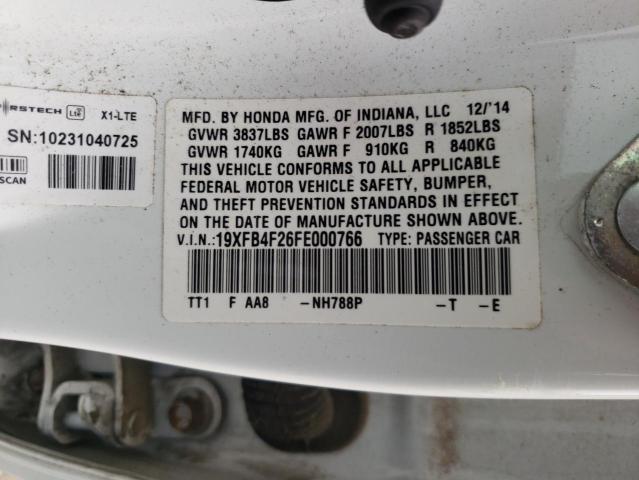 RSTECH LTE X1-LTE
SN:10231040725
SCAN
MFD. BY HONDA MFG. OF INDIANA, LLC 12/'14
GVWR 3837LBS GAWR F 2007LBS R 1852LBS
GVWR 1740KG GAWR F 910KG R 840KG
THIS VEHICLE CONFORMS TO ALL APPLICABLE
FEDERAL MOTOR VEHICLE SAFETY, BUMPER,
AND THEFT PREVENTION STANDARDS IN EFFECT
ON THE DATE OF MANUFACTURE SHOWN ABOVE.
V.I.N.:19XFB4F26FE000766 TYPE: PASSENGER CAR
TT1 F AA8 -NH788P -T -E